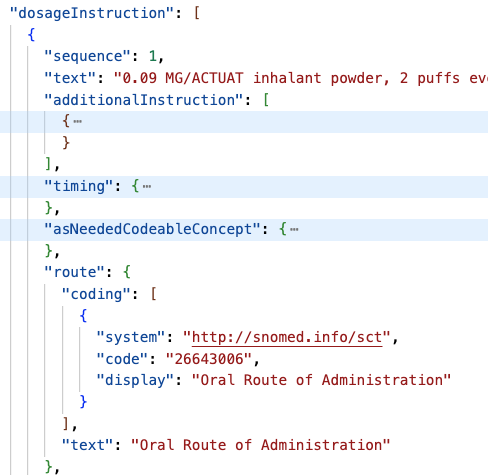 "dosageInstruction": [
{
"sequence": 1,
"text": "0.09 MG/ACTUAT inhalant powder, 2 puffs
"additionalInstruction": [
{⋯
}
],
"timing": {⋯
},
"asNeededCodeableConcept": {⋯
},
"route": {
"coding": [
{
"system": "http://snomed.info/sct",
"code": "26643006",
"display": "Oral Route of Administration"
}
],
"text": "Oral Route of Administration"
},